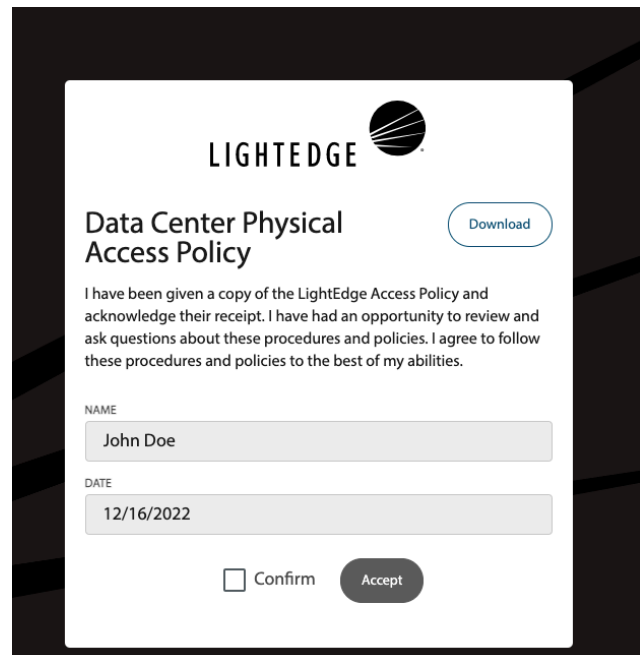 LIGHTEDGE
Data Center Physical
Access Policy
Download
I have been given a copy of the LightEdge Access Policy and
acknowledge their receipt. I have had an opportunity to review and
ask questions about these procedures and policies. I agree to follow
these procedures and policies to the best of my abilities.
NAME
John Doe
DATE
12/16/2022
Confirm
Accept